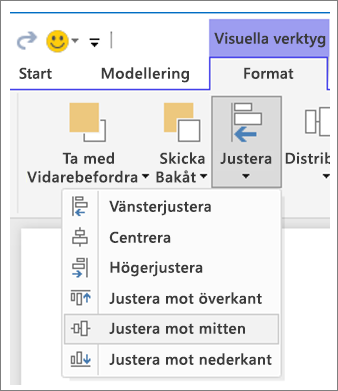 Visuella verktyg
Start Modellering Format
Ta med Vidarebefordra
Skicka Bakåt
Justera
Distrib
Vänsterjustera
Centrera
Högerjustera
Justera mot överkant
Justera mot mitten
Justera mot nederkant